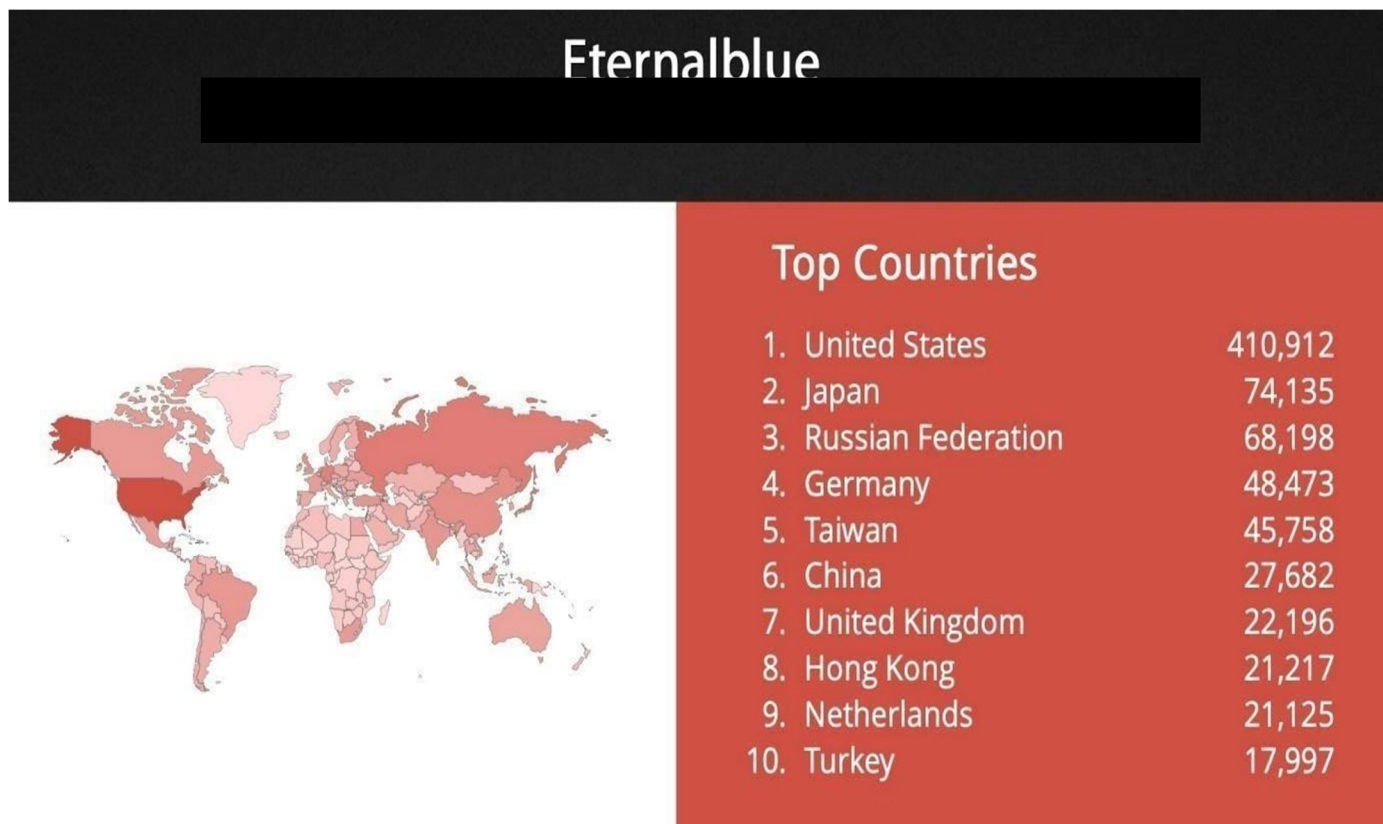 Eternalblue
Top Countries
1. United States 410,912
2. Japan 74,135
3. Russian Federation 68,198
4. Germany 48,473
5. Taiwan 45,758
6. China 27,682
7. United Kingdom 22,196
8. Hong Kong 21,217
9. Netherlands 21,125
10. Turkey 17,997